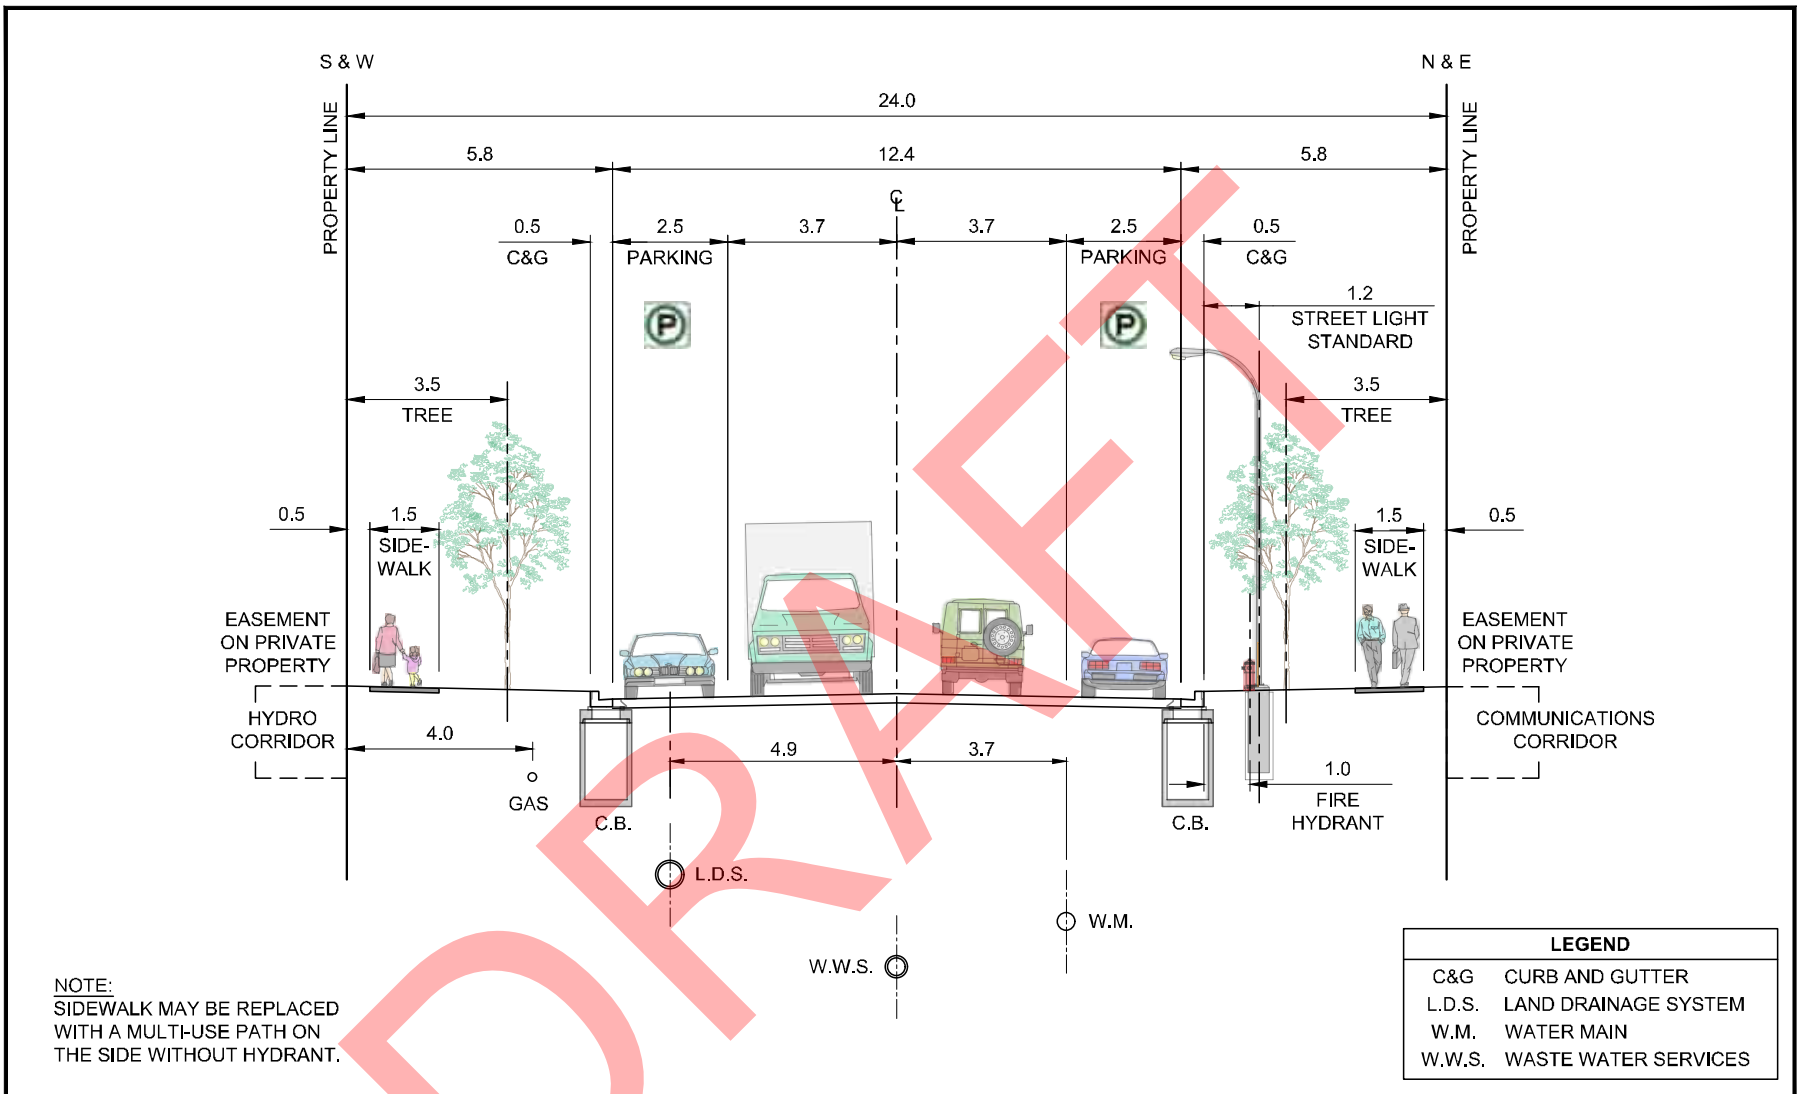 S & W
N & E
PROPERTY LINE
PROPERTY LINE
24.0
5.8
12.4
5.8
℄
0.5
C&G
2.5
PARKING
3.7
3.7
2.5
PARKING
0.5
C&G
P
P
1.2
STREET LIGHT
STANDARD
3.5
TREE
3.5
TREE
0.5
1.5
SIDE-
WALK
1.5
SIDE-
WALK
0.5
EASEMENT
ON PRIVATE
PROPERTY
EASEMENT
ON PRIVATE
PROPERTY
HYDRO
CORRIDOR
COMMUNICATIONS
CORRIDOR
4.0
GAS
4.9
3.7
1.0
FIRE
HYDRANT
C.B.
C.B.
L.D.S.
W.M.
W.W.S.
DRAFT
NOTE:
SIDEWALK MAY BE REPLACED
WITH A MULTI-USE PATH ON
THE SIDE WITHOUT HYDRANT.
LEGEND
C&G CURB AND GUTTER
L.D.S. LAND DRAINAGE SYSTEM
W.M. WATER MAIN
W.W.S. WASTE WATER SERVICES